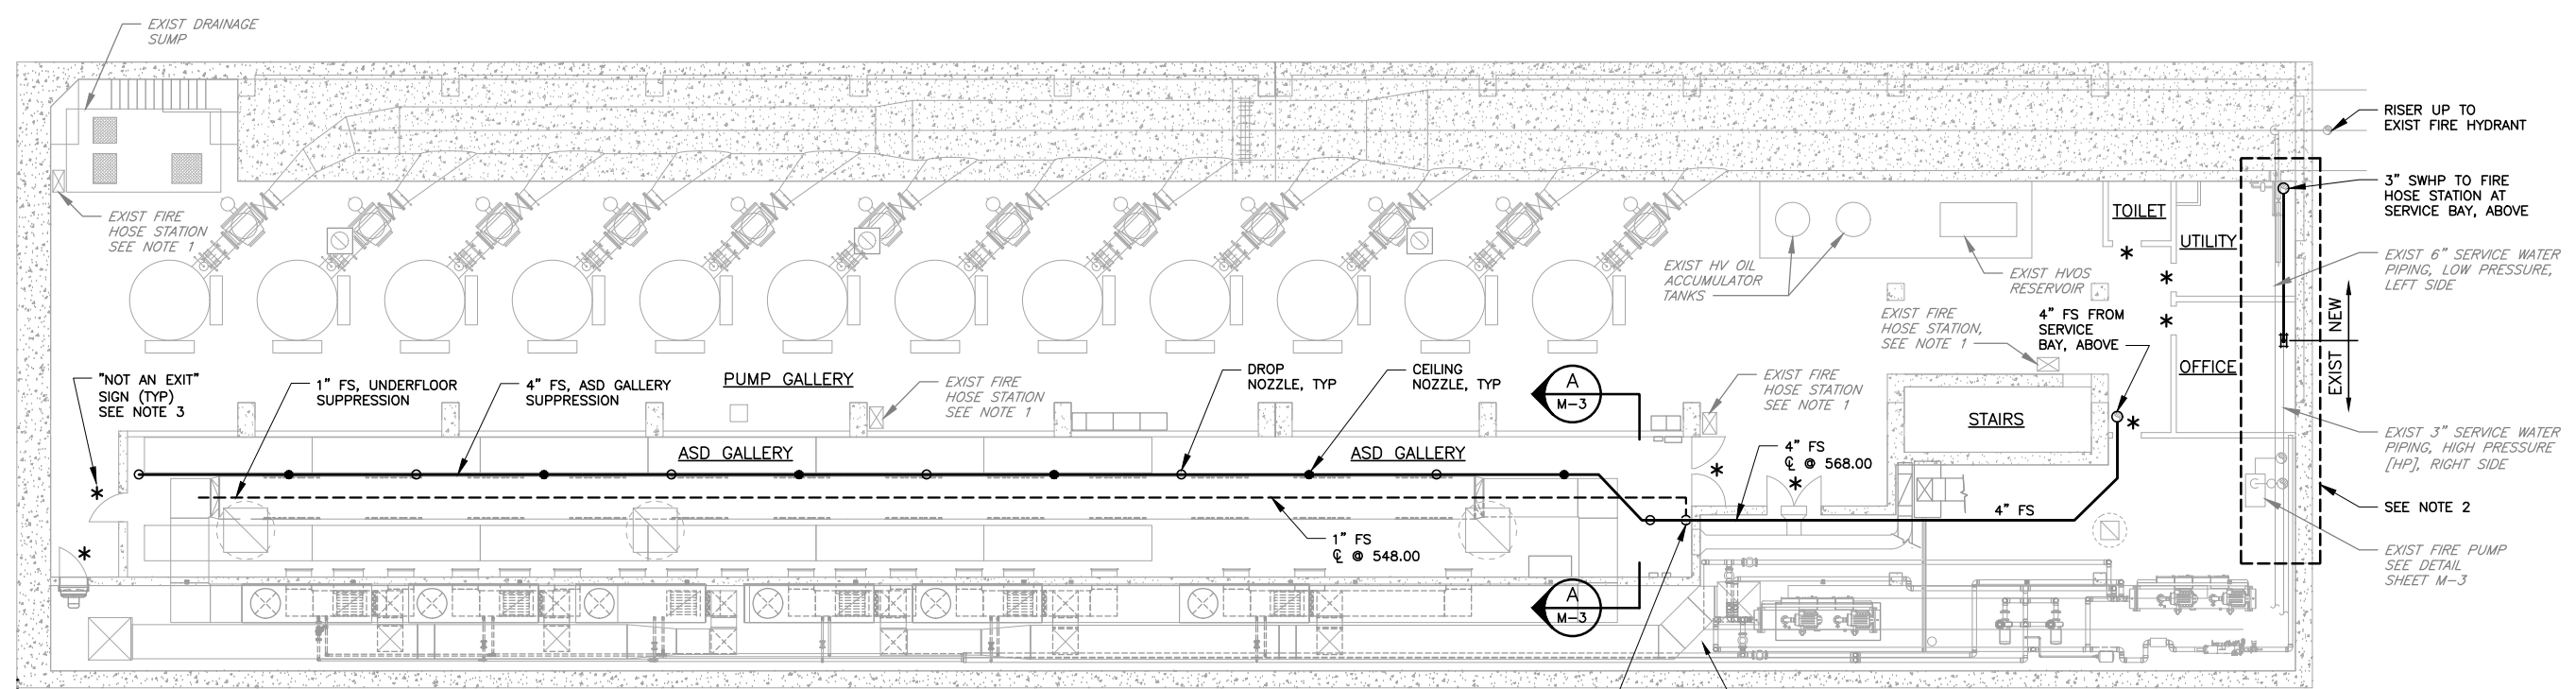 EXIST DRAINAGE
SUMP
RISER UP TO
EXIST FIRE HYDRANT
3" SWHP TO FIRE
HOSE STATION AT
SERVICE BAY, ABOVE
EXIST FIRE
HOSE STATION
SEE NOTE 1
TOILET
UTILITY
EXIST 6" SERVICE WATER
PIPING, LOW PRESSURE,
LEFT SIDE
EXIST HV OIL
ACCUMULATOR
TANKS
EXIST HVOS
RESERVOIR
EXIST FIRE
HOSE STATION,
SEE NOTE 1
4" FS FROM
SERVICE
BAY, ABOVE
NEW
EXIST
OFFICE
"NOT AN EXIT"
SIGN (TYP)
SEE NOTE 3
1" FS, UNDERFLOOR
SUPPRESSION
4" FS, ASD GALLERY
SUPPRESSION
PUMP GALLERY
EXIST FIRE
HOSE STATION
SEE NOTE 1
DROP
NOZZLE, TYP
CEILING
NOZZLE, TYP
A
M-3
EXIST FIRE
HOSE STATION
SEE NOTE 1
STAIRS
ASD GALLERY
ASD GALLERY
4" FS
℄ @ 568.00
EXIST 3" SERVICE WATER
PIPING, HIGH PRESSURE
[HP], RIGHT SIDE
4" FS
SEE NOTE 2
1" FS
℄ @ 548.00
EXIST FIRE PUMP
SEE DETAIL
SHEET M-3
A
M-3